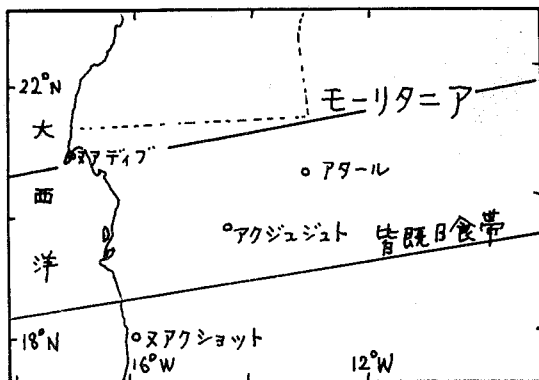 22°N
モーリタニア
大西洋
ヌアディブ
アタール
アクジュジュト
皆既日食帯
18°N
ヌアクショット
16°W
12°W